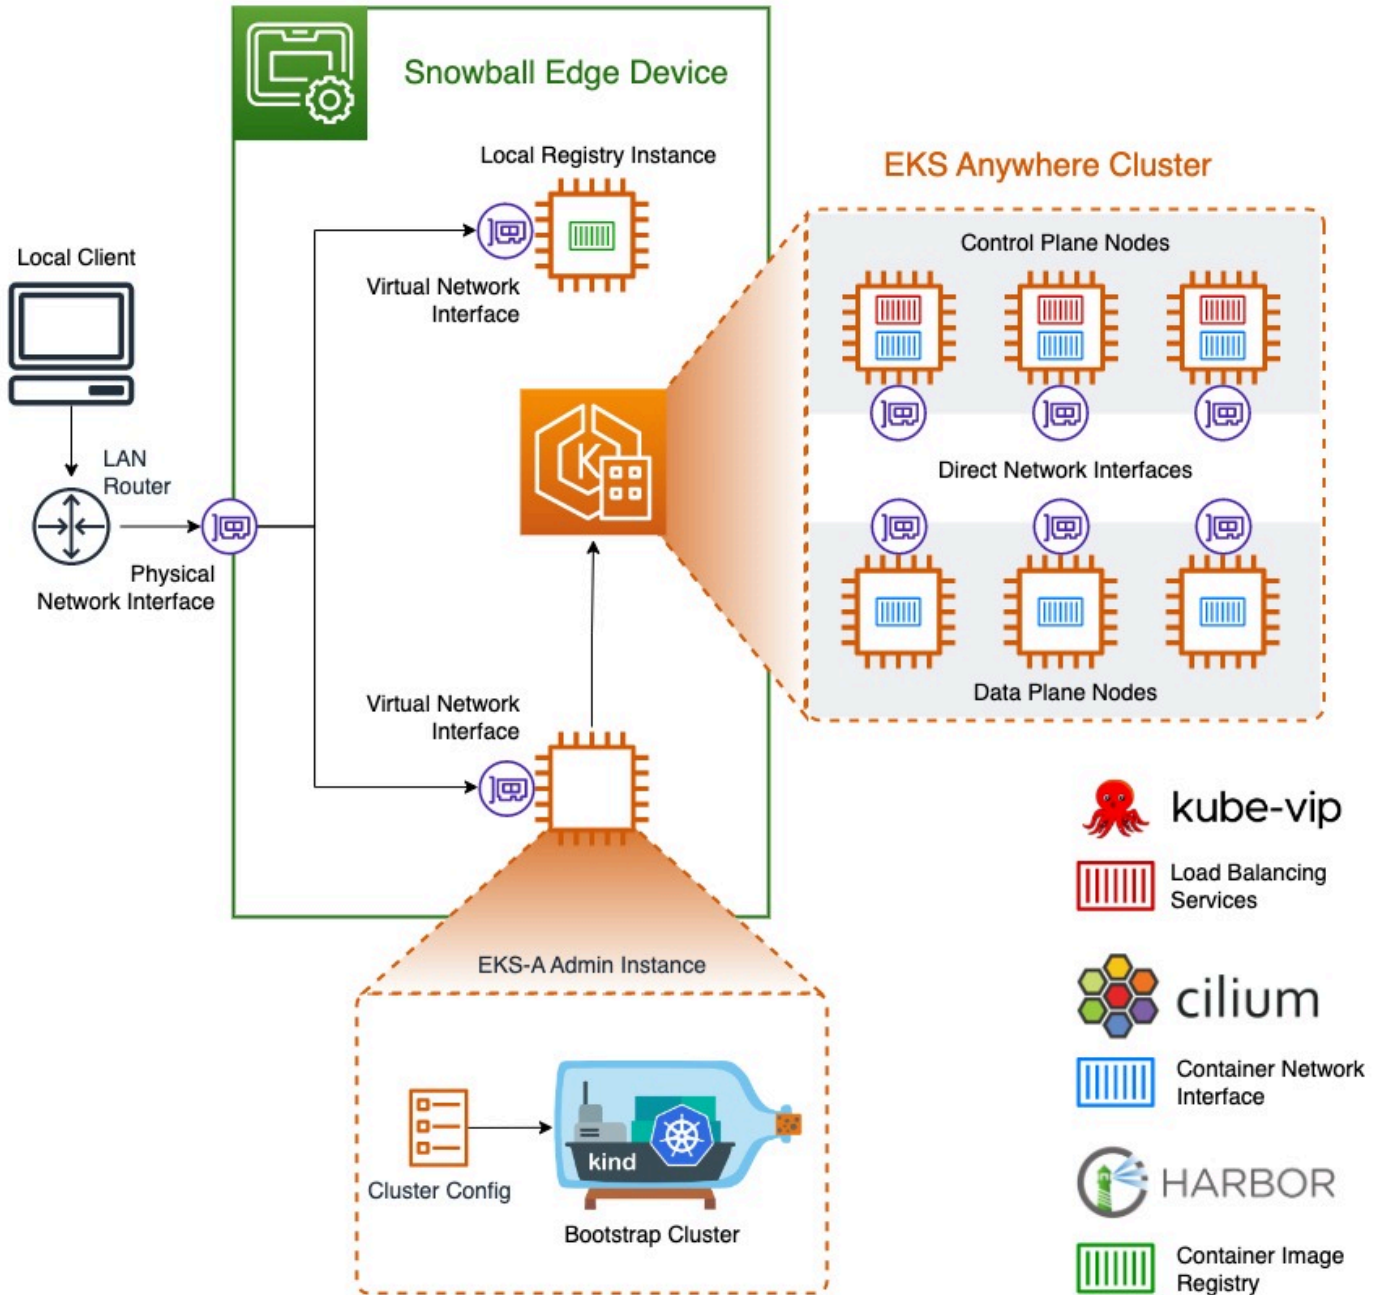 Snowball Edge Device
Local Registry Instance
EKS Anywhere Cluster
Control Plane Nodes
Local Client
Virtual Network
Interface
K
LAN
Router
Direct Network Interfaces
Physical
Network Interface
Data Plane Nodes
Virtual Network
Interface
kube-vip
Load Balancing
Services
EKS-A Admin Instance
cilium
Container Network
Interface
kind
Cluster Config
Bootstrap Cluster
HARBOR
Container Image
Registry